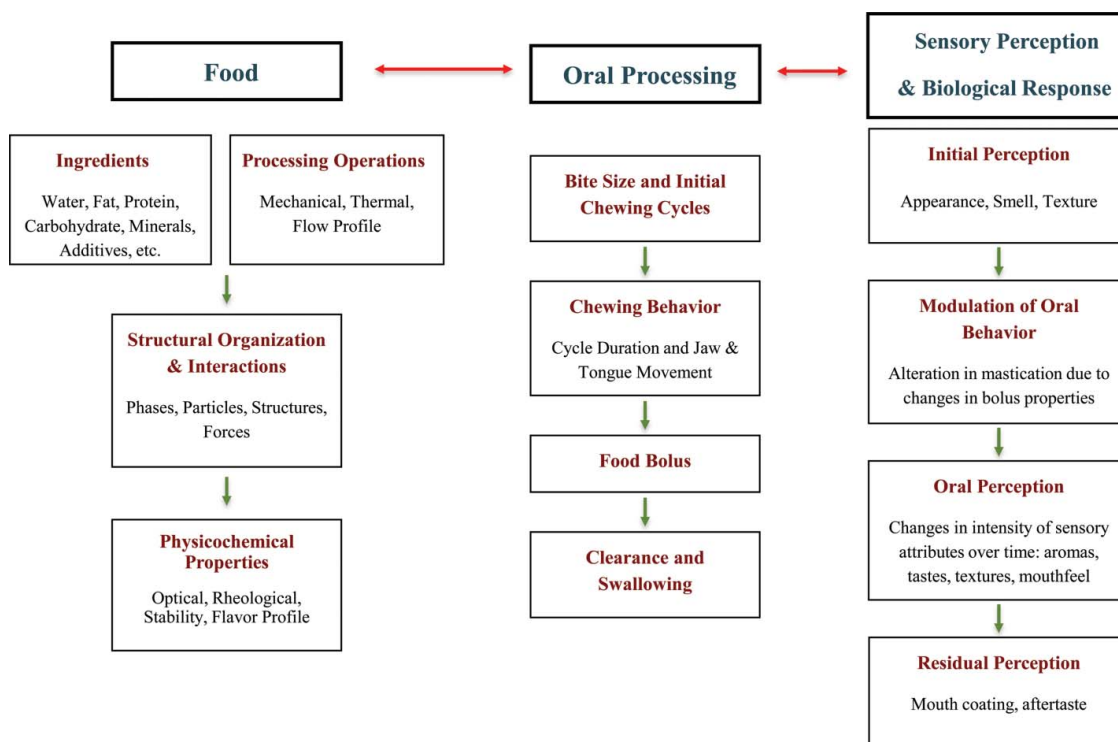 Food
Oral Processing
Sensory Perception
& Biological Response
Ingredients
Water, Fat, Protein,
Carbohydrate, Minerals,
Additives, etc.
Processing Operations
Mechanical, Thermal,
Flow Profile
Structural Organization
& Interactions
Phases, Particles, Structures,
Forces
Physicochemical
Properties
Optical, Rheological,
Stability, Flavor Profile
Bite Size and Initial
Chewing Cycles
Chewing Behavior
Cycle Duration and Jaw &
Tongue Movement
Food Bolus
Clearance and
Swallowing
Initial Perception
Appearance, Smell, Texture
Modulation of Oral
Behavior
Alteration in mastication due to
changes in bolus properties
Oral Perception
Changes in intensity of sensory
attributes over time: aromas,
tastes, textures, mouthfeel
Residual Perception
Mouth coating, aftertaste